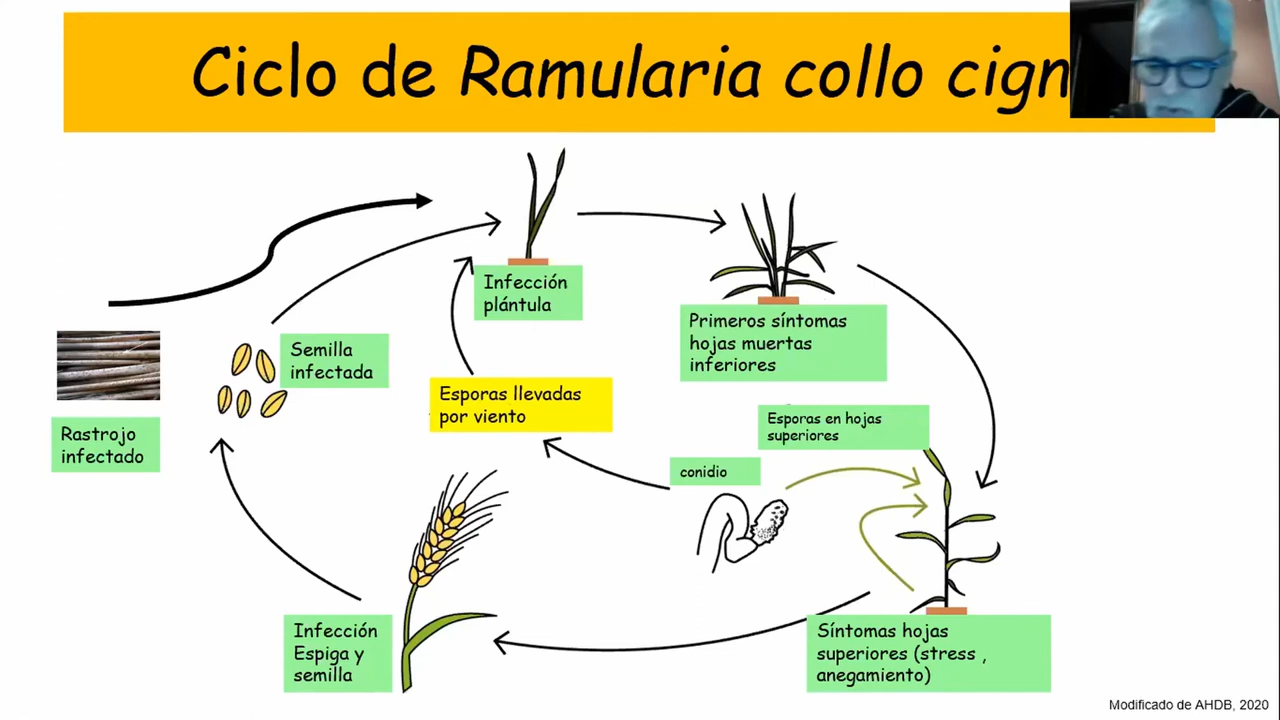 Ciclo de Ramularia collo cign
Infección
plántula
Primeros síntomas
hojas muertas
inferiores
Semilla
infectada
Esporas llevadas
por viento
Rastrojo
infectado
Esporas en hojas
superiores
conidio
Infección
Espiga y
semilla
Síntomas hojas
superiores (stress ,
anegamiento)
Modificado de AHDB, 2020